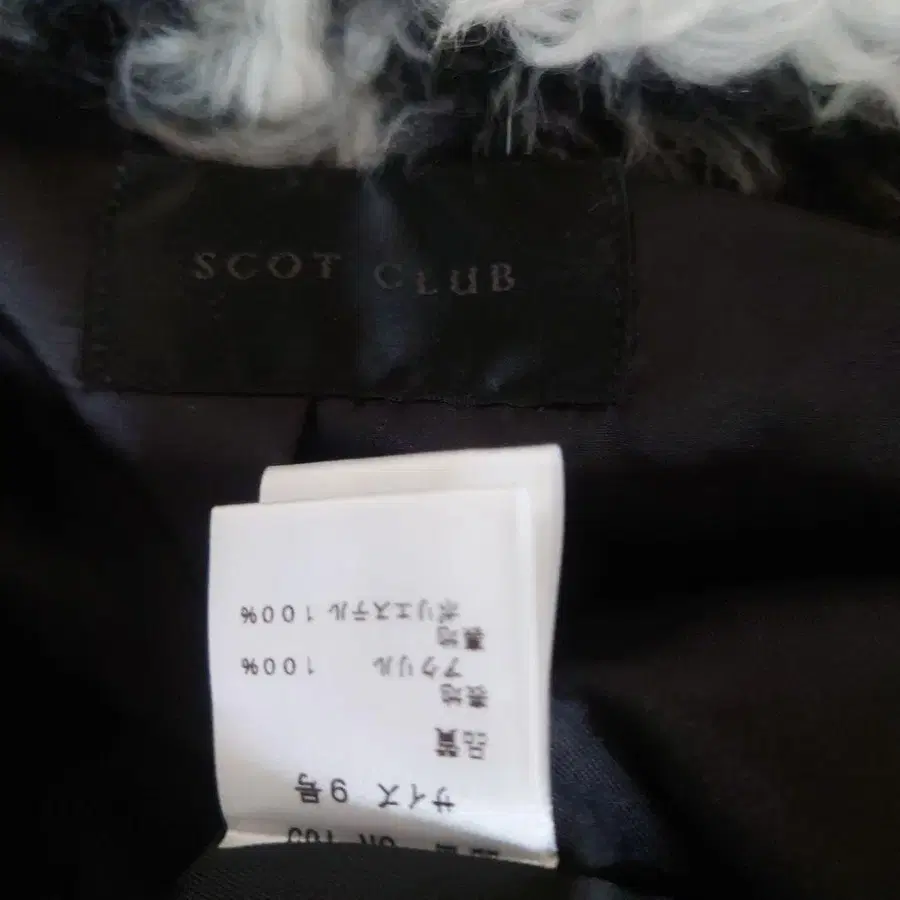 SCOT CLUB
サイズ 9号
品質
表地
アクリル 100%
裏地
ポリエステル 100%